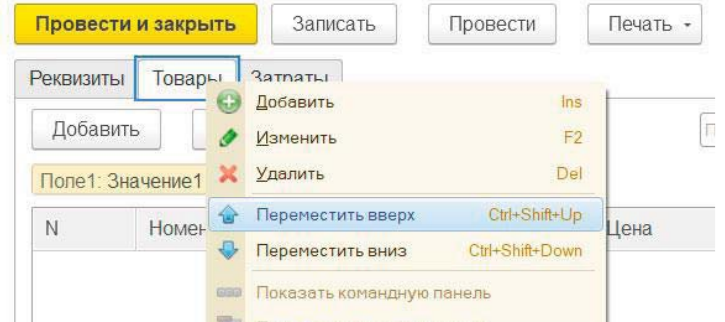 Провести и закрыть Записать Провести Печать
Реквизиты Товары Затраты
Добавить Ins
Добавить
Изменить F2
Удалить Del
Поле1: Значение1
Переместить вверх Ctrl+Shift+Up
N Номен Цена
Переместить вниз Ctrl+Shift+Down
Показать командную панель